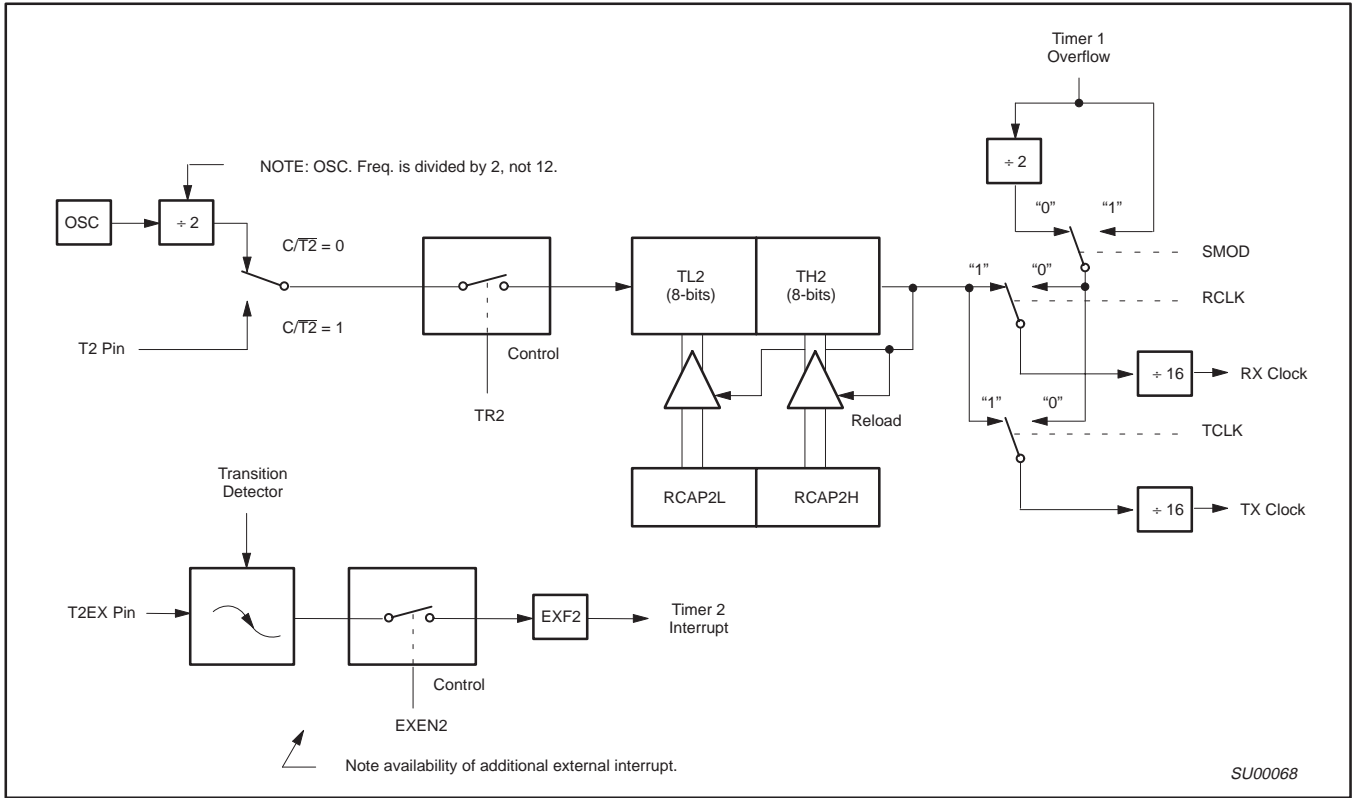 Timer 1
Overflow
÷ 2
NOTE: OSC. Freq. is divided by 2, not 12.
“0”
“1”
OSC
÷ 2
C/T2 = 0
SMOD
TL2
(8-bits)
TH2
(8-bits)
“1”
“0”
RCLK
C/T2 = 1
T2 Pin
Control
÷ 16
RX Clock
TR2
Reload
“1”
“0”
TCLK
Transition
Detector
RCAP2L
RCAP2H
÷ 16
TX Clock
T2EX Pin
EXF2
Timer 2
Interrupt
Control
EXEN2
Note availability of additional external interrupt.
SU00068